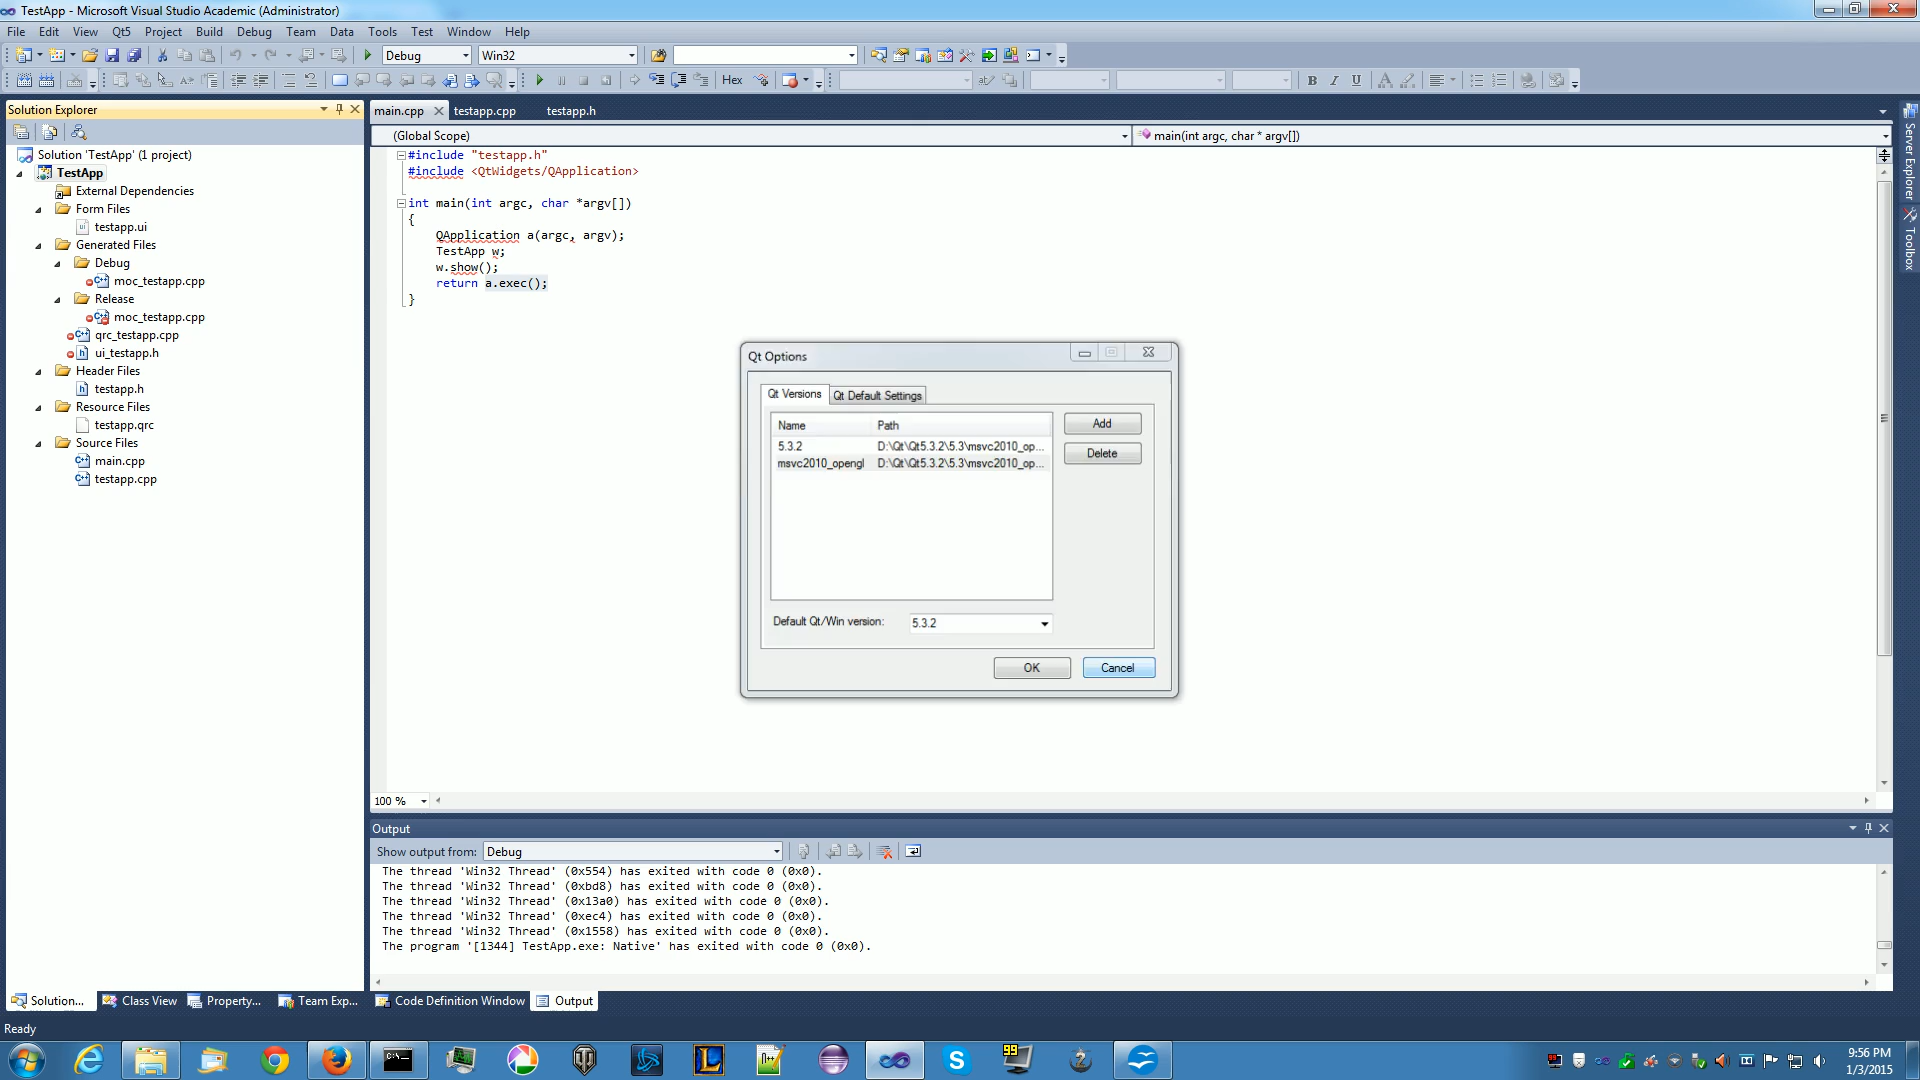 TestApp - Microsoft Visual Studio Academic (Administrator)
File Edit View Qt5 Project Build Debug Team Data Tools Test Window Help
Debug Win32
Hex
Solution Explorer
Solution 'TestApp' (1 project)
TestApp
External Dependencies
Form Files
testapp.ui
Generated Files
Debug
moc_testapp.cpp
Release
moc_testapp.cpp
qrc_testapp.cpp
ui_testapp.h
Header Files
testapp.h
Resource Files
testapp.qrc
Source Files
main.cpp
testapp.cpp
main.cpp testapp.cpp testapp.h
(Global Scope) main(int argc, char * argv[])
#include "testapp.h"
#include <QtWidgets/QApplication>
int main(int argc, char *argv[])
{
QApplication a(argc, argv);
TestApp w;
w.show();
return a.exec();
}
Qt Options
Qt Versions Qt Default Settings
Name Path
5.3.2 D:\Qt\Qt5.3.2\5.3\msvc2010_op...
msvc2010_opengl D:\Qt\Qt5.3.2\5.3\msvc2010_op...
Add
Delete
Default Qt/Win version: 5.3.2
OK Cancel
Server Explorer
Toolbox
100 %
Output
Show output from: Debug
The thread 'Win32 Thread' (0x554) has exited with code 0 (0x0).
The thread 'Win32 Thread' (0xbd8) has exited with code 0 (0x0).
The thread 'Win32 Thread' (0x13a0) has exited with code 0 (0x0).
The thread 'Win32 Thread' (0xec4) has exited with code 0 (0x0).
The thread 'Win32 Thread' (0x1558) has exited with code 0 (0x0).
The program '[1344] TestApp.exe: Native' has exited with code 0 (0x0).
Solution... Class View Property... Team Exp... Code Definition Window Output
Ready
9:56 PM
1/3/2015